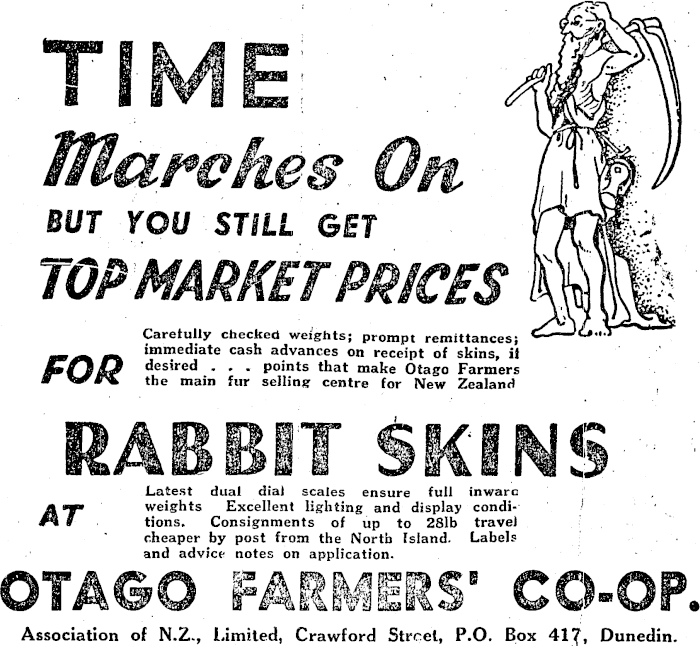 TIME
Marches On
BUT YOU STILL GET
TOP MARKET PRICES
Carefully checked weights; prompt remittances;
immediate cash advances on receipt of skins, if
desired . . . points that make Otago Farmers
the main fur selling centre for New Zealand
FOR
RABBIT SKINS
Latest dual dial scales ensure full inward
weights Excellent lighting and display condi-
tions. Consignments of up to 28lb travel
cheaper by post from the North Island. Labels
and advice notes on application.
AT
OTAGO FARMERS' CO-OP.
Association of N.Z., Limited, Crawford Street, P.O. Box 417, Dunedin.